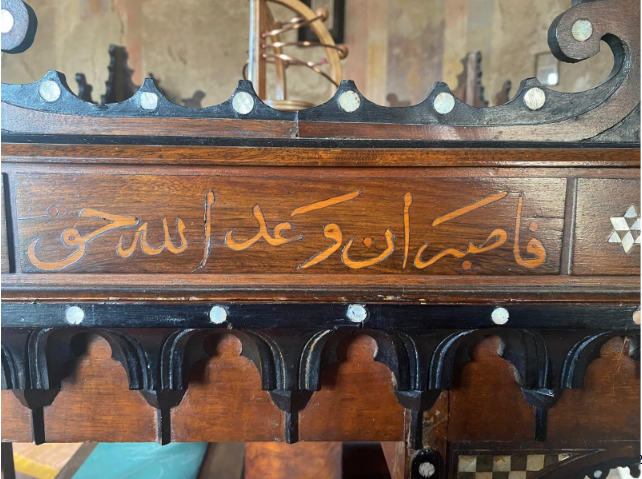 فاصبر ان وعد الله حق